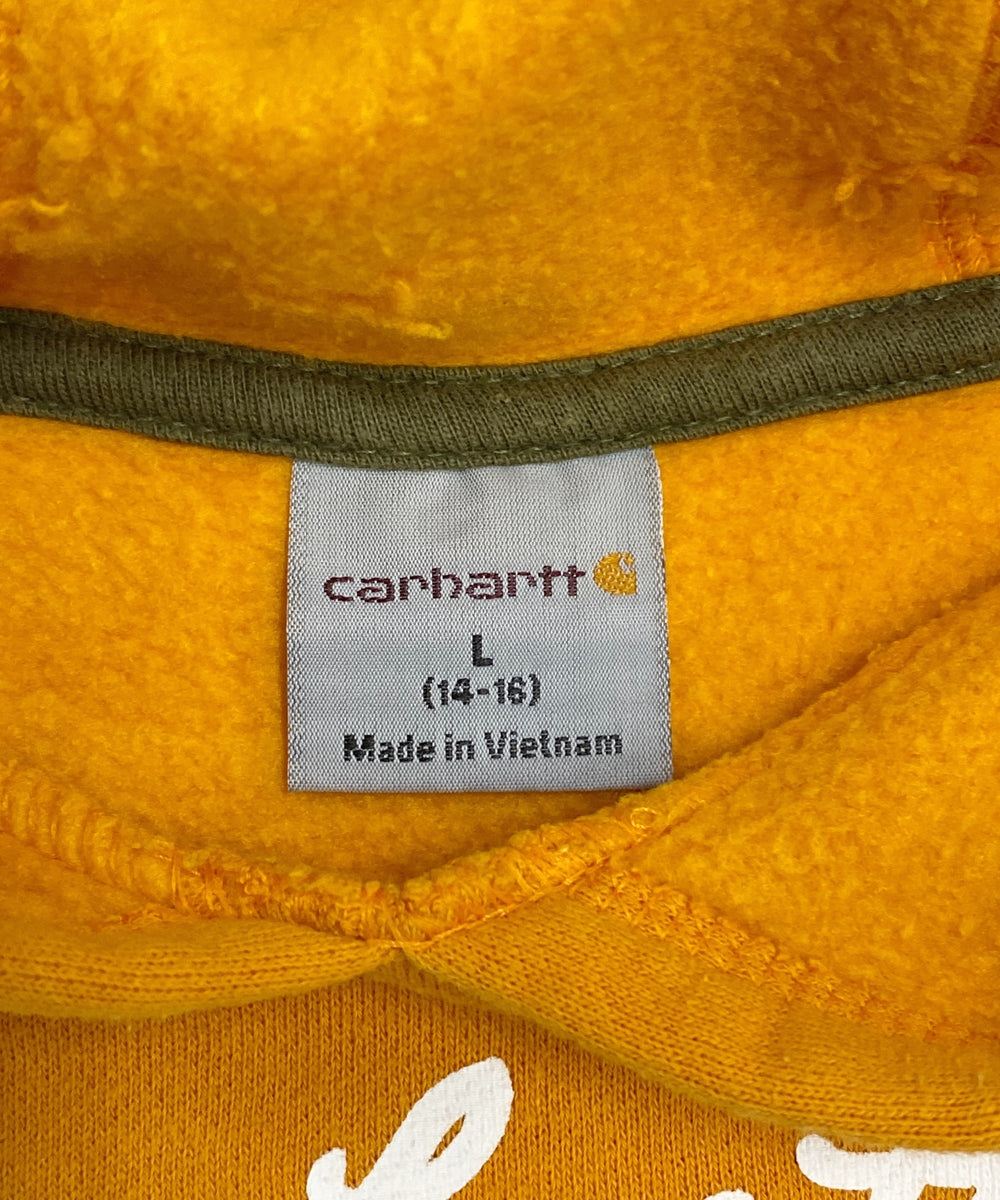 carhartt
L
(14-16)
Made in Vietnam